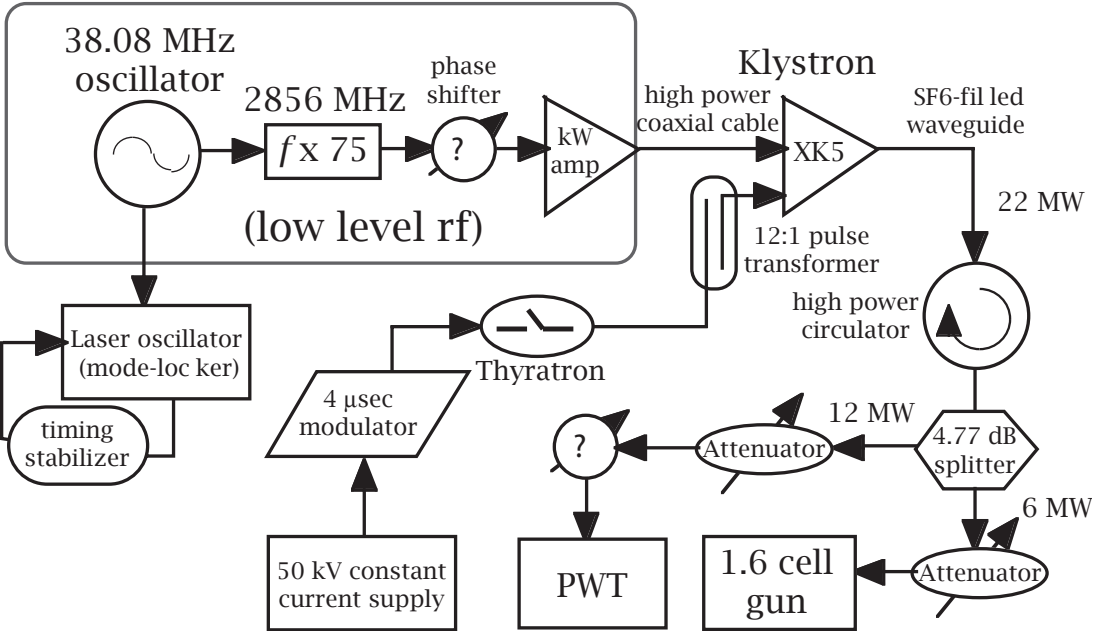 38.08 MHz
oscillator
2856 MHz
f x 75
phase
shifter
?
kW
amp
(low level rf)
high power
coaxial cable
Klystron
XK5
SF6-fil led
waveguide
22 MW
12:1 pulse
transformer
high power
circulator
Laser oscillator
(mode-loc ker)
timing
stabilizer
Thyratron
4 μsec
modulator
50 kV constant
current supply
12 MW
4.77 dB
splitter
Attenuator
?
PWT
6 MW
Attenuator
1.6 cell
gun